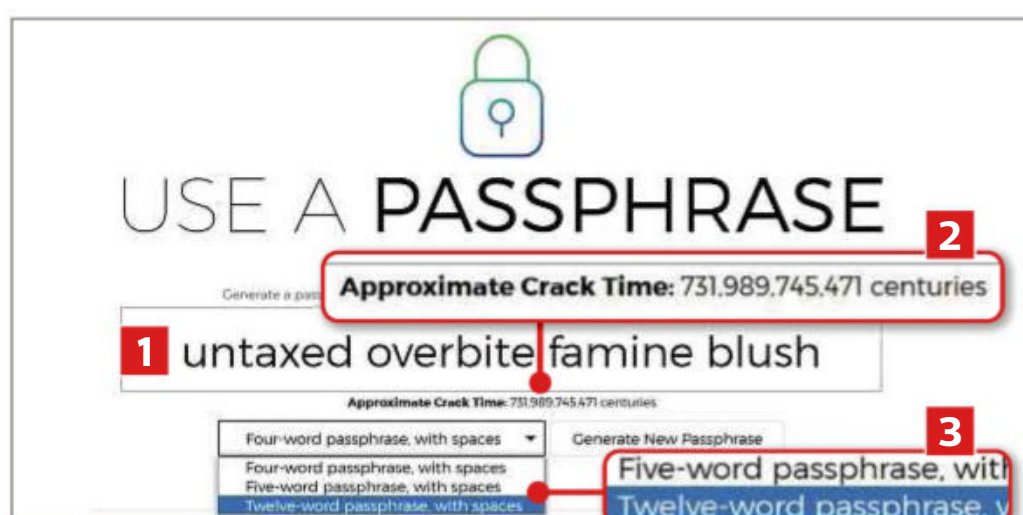 USE A PASSPHRASE
2
Approximate Crack Time: 731,989,745,471 centuries
Generate a
1 untaxed overbite famine blush
Approximate Crack Time: 731,989,745,471 centuries
Four-word passphrase, with spaces Generate New Passphrase
3
Four-word passphrase, with spaces
Five-word passphrase, with spaces
Twelve-word passphrase, with spaces
Five-word passphrase, with
Twelve-word passphrase,